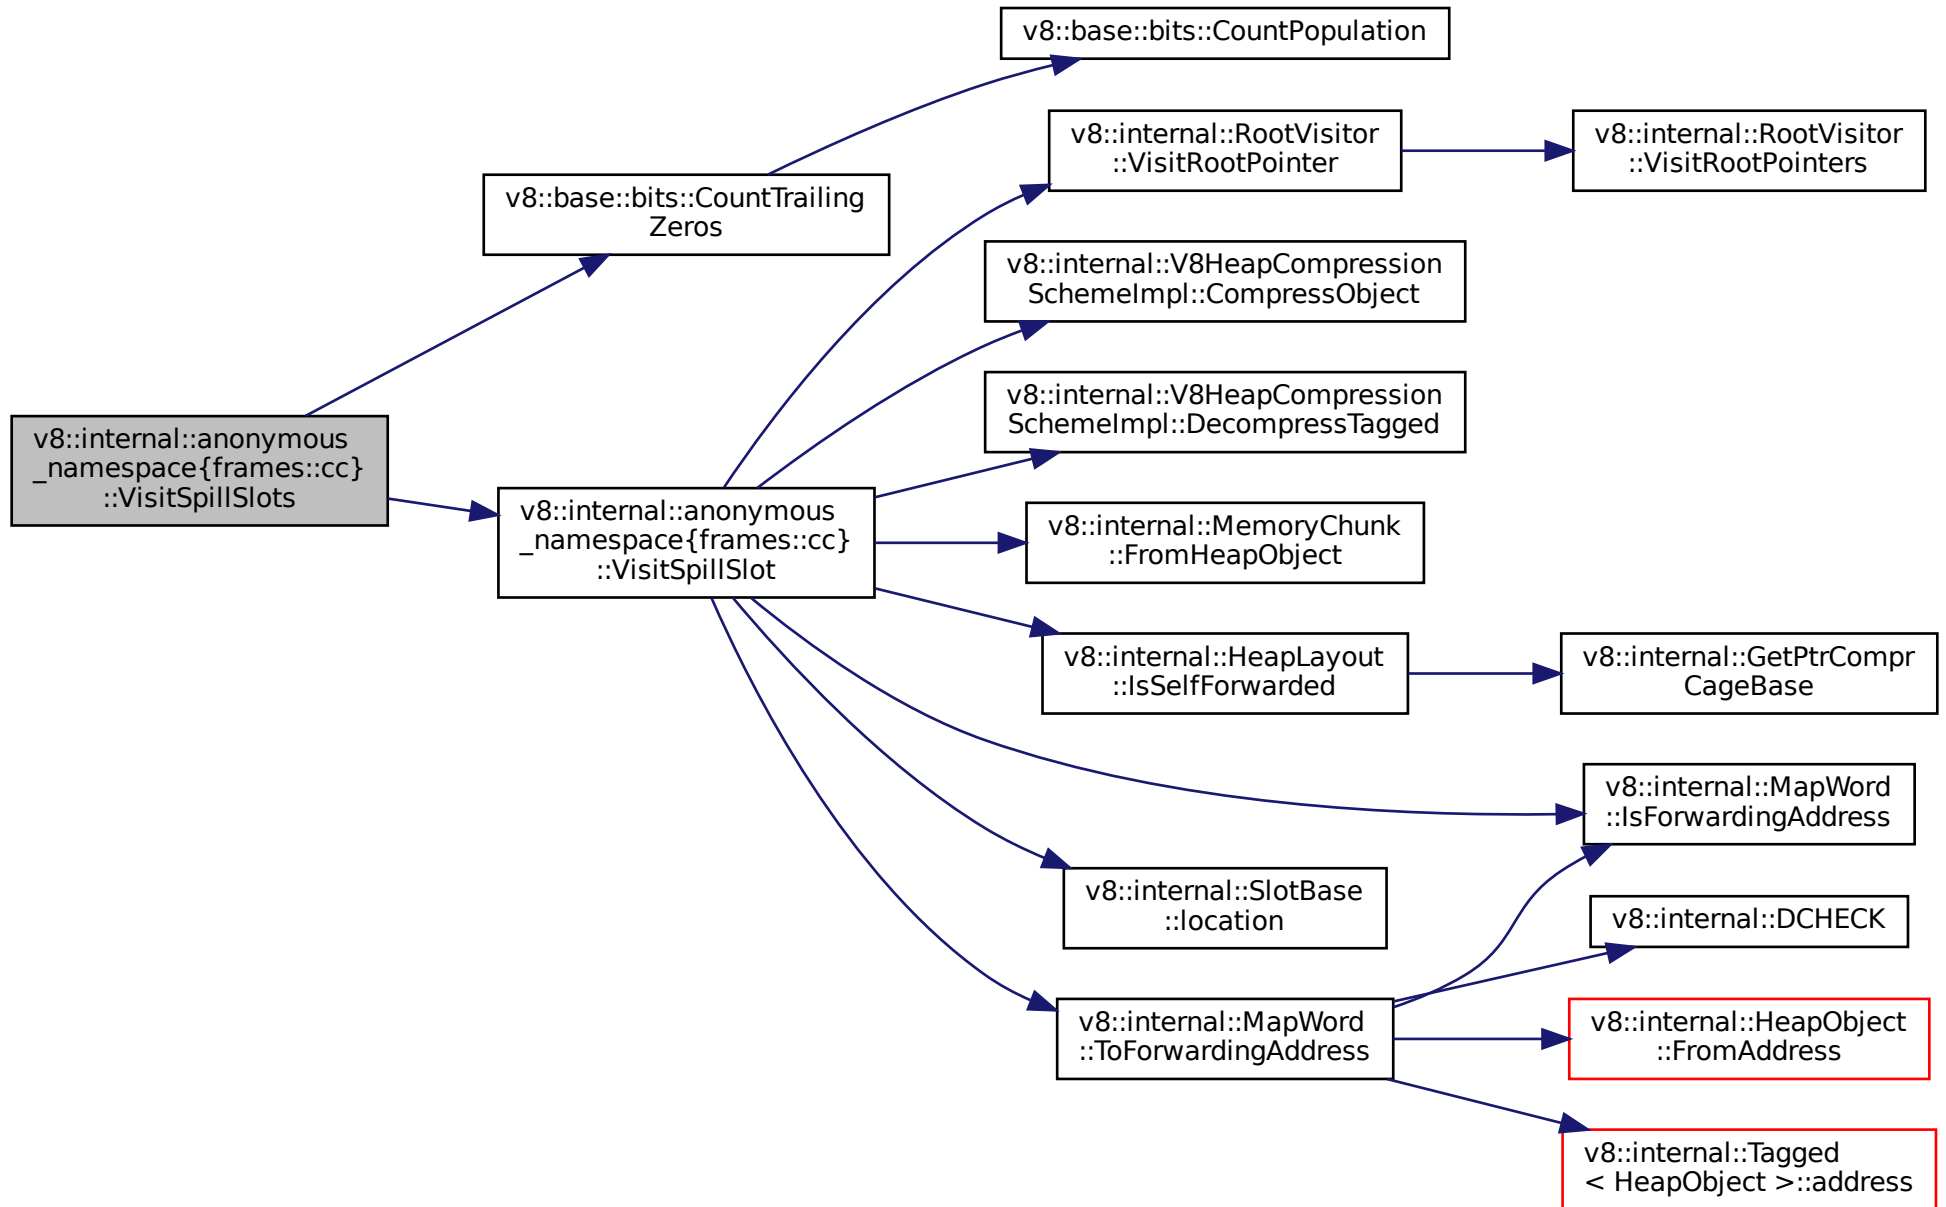 v8::base::bits::CountPopulation
v8::internal::RootVisitor
::VisitRootPointer
v8::internal::RootVisitor
::VisitRootPointers
v8::base::bits::CountTrailing
Zeros
v8::internal::V8HeapCompression
SchemeImpl::CompressObject
v8::internal::V8HeapCompression
SchemeImpl::DecompressTagged
v8::internal::anonymous
_namespace{frames::cc}
::VisitSpillSlots
v8::internal::anonymous
_namespace{frames::cc}
::VisitSpillSlot
v8::internal::MemoryChunk
::FromHeapObject
v8::internal::HeapLayout
::IsSelfForwarded
v8::internal::GetPtrCompr
CageBase
v8::internal::MapWord
::IsForwardingAddress
v8::internal::SlotBase
::location
v8::internal::DCHECK
v8::internal::MapWord
::ToForwardingAddress
v8::internal::HeapObject
::FromAddress
v8::internal::Tagged
< HeapObject >::address